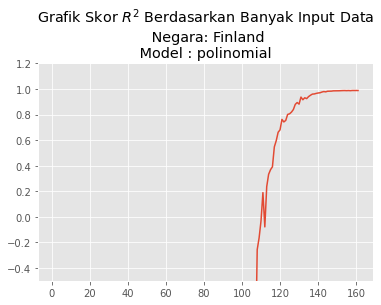 Grafik Skor R² Berdasarkan Banyak Input Data
Negara: Finland
Model : polinomial
1.2
1.0
0.8
0.6
0.4
0.2
0.0
−0.2
−0.4
0 20 40 60 80 100 120 140 160